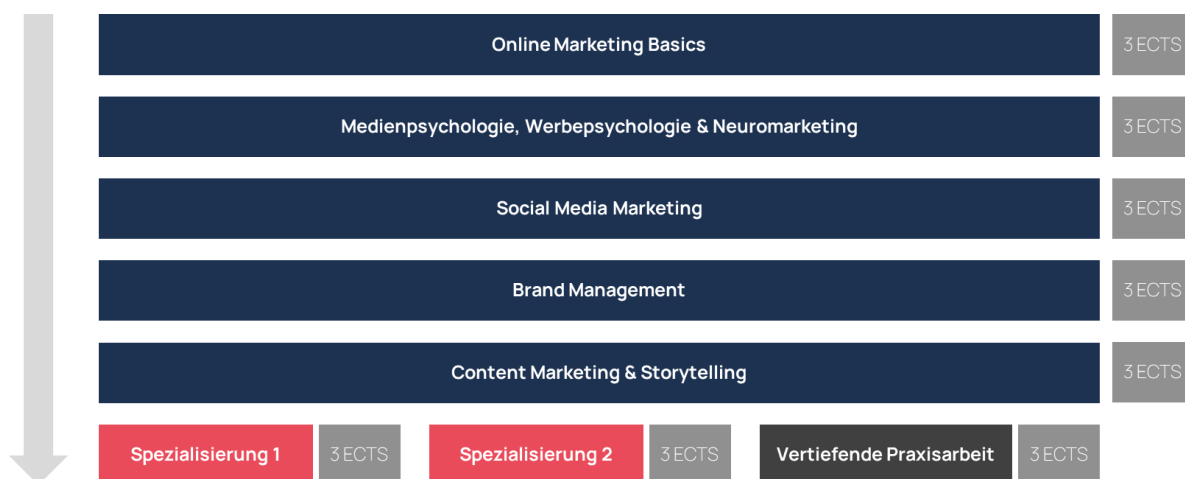 Online Marketing Basics 3 ECTS
Medienpsychologie, Werbepsychologie & Neuromarketing 3 ECTS
Social Media Marketing 3 ECTS
Brand Management 3 ECTS
Content Marketing & Storytelling 3 ECTS
Spezialisierung 1 3 ECTS Spezialisierung 2 3 ECTS Vertiefende Praxisarbeit 3 ECTS